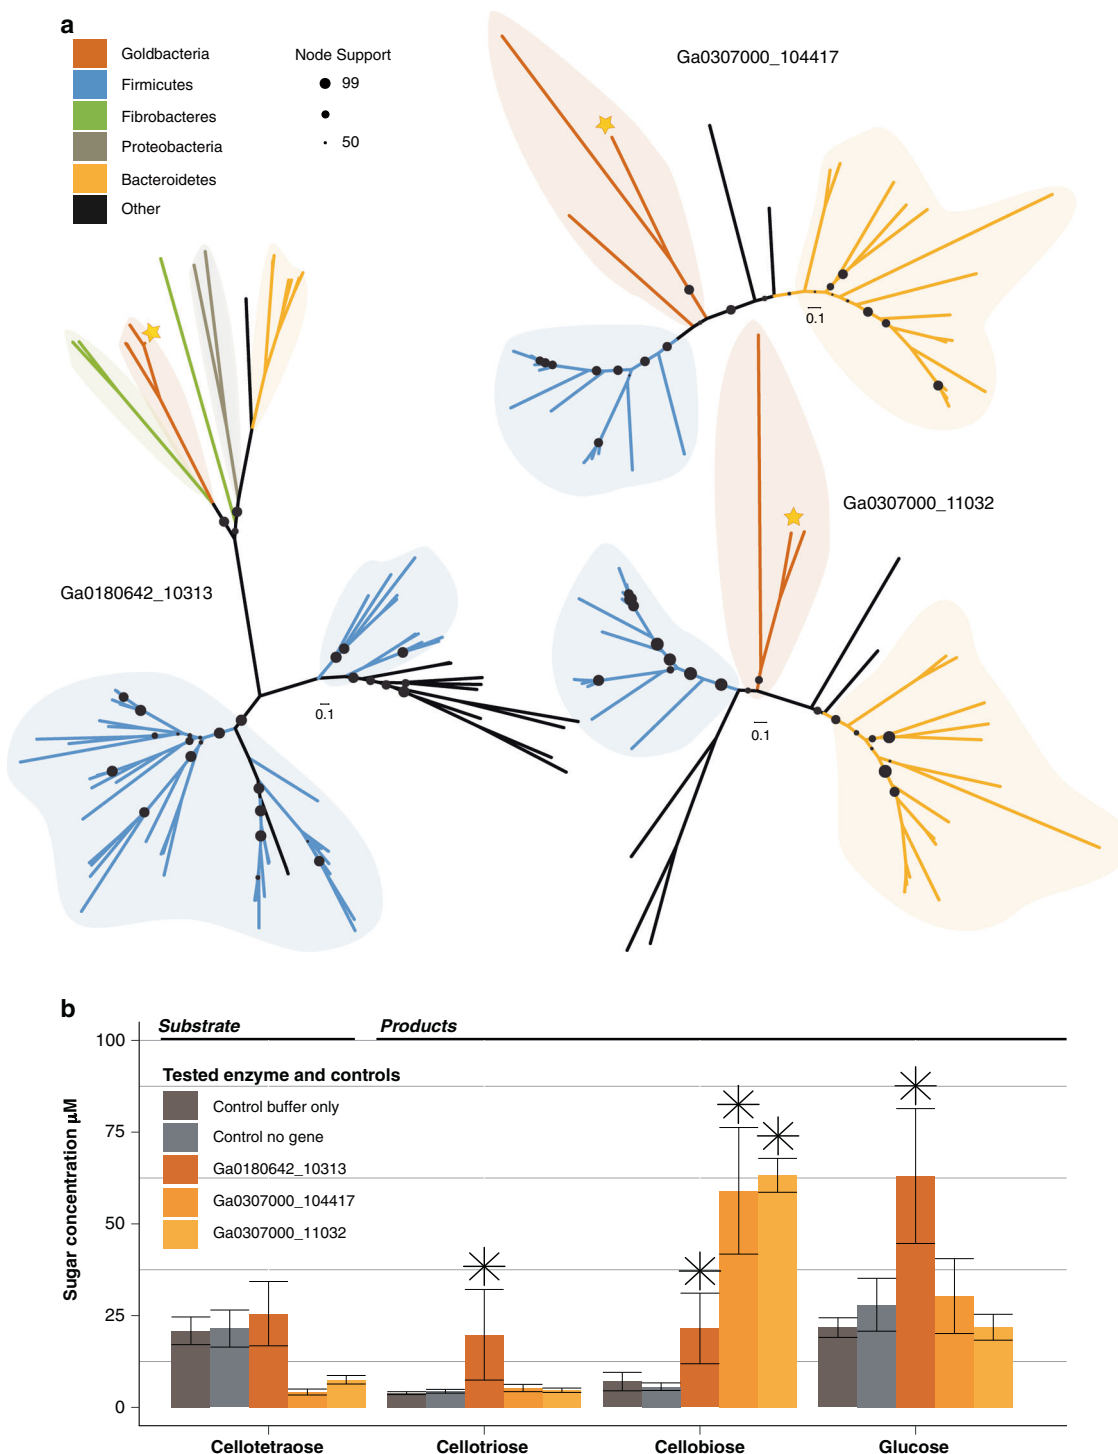 a
Goldbacteria
Firmicutes
Fibrobacteres
Proteobacteria
Bacteroidetes
Other
Node Support
99
50
Ga0307000_104417
0.1
Ga0307000_11032
0.1
Ga0180642_10313
0.1
b
Substrate
Products
Tested enzyme and controls
Control buffer only
Control no gene
Ga0180642_10313
Ga0307000_104417
Ga0307000_11032
Sugar concentration µM
100
75
50
25
0
Cellotetraose
Cellotriose
Cellobiose
Glucose